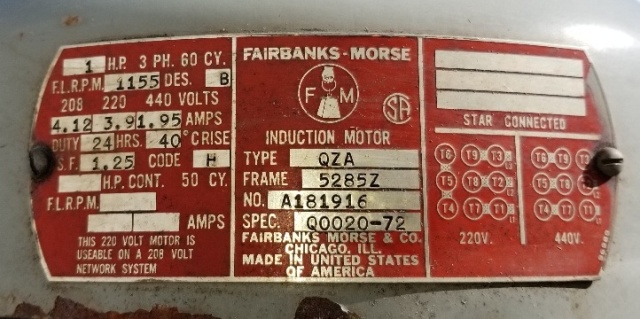 1 H.P. 3 PH. 60 CY.
F.L.R.P.M. 1155 DES. B
208 220 440 VOLTS
4.12 3.9 1.95 AMPS
DUTY 24 HRS. 40°C RISE
S.F. 1.25 CODE H
H.P. CONT. 50 CY.
F.L.R.P.M.
AMPS
THIS 220 VOLT MOTOR IS
USEABLE ON A 208 VOLT
NETWORK SYSTEM
FAIRBANKS-MORSE
F M
SA
INDUCTION MOTOR
TYPE QZA
FRAME 5285Z
NO. A181916
SPEC. Q0020-72
FAIRBANKS MORSE & CO.
CHICAGO, ILL.
MADE IN UNITED STATES
OF AMERICA
STAR CONNECTED
T6 T9 T3 T6 T9 T3
T5 T8 T2 T5 T8 T2
T4 T7 T1 T4 T7 T1
220V. 440V.